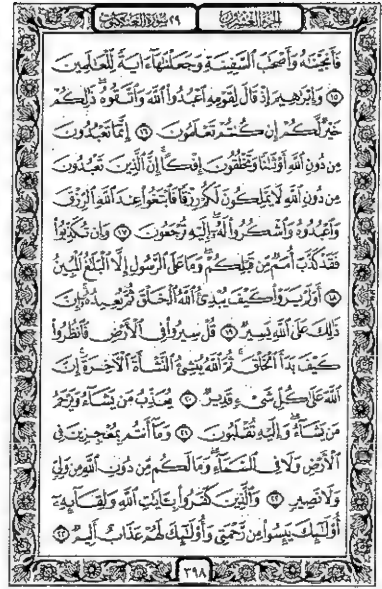 الجزء العشرون ٢٩ سورة العنكبوت
فَأَنجَيْنَٰهُ وَأَصْحَٰبَ ٱلسَّفِينَةِ وَجَعَلْنَٰهَآ ءَايَةً لِّلْعَٰلَمِينَ
۝١٥ وَإِبْرَٰهِيمَ إِذْ قَالَ لِقَوْمِهِ ٱعْبُدُوا۟ ٱللَّهَ وَٱتَّقُوهُ ۖ ذَٰلِكُمْ
خَيْرٌ لَّكُمْ إِن كُنتُمْ تَعْلَمُونَ ۝١٦ إِنَّمَا تَعْبُدُونَ
مِن دُونِ ٱللَّهِ أَوْثَٰنًا وَتَخْلُقُونَ إِفْكًا ۚ إِنَّ ٱلَّذِينَ تَعْبُدُونَ
مِن دُونِ ٱللَّهِ لَا يَمْلِكُونَ لَكُمْ رِزْقًا فَٱبْتَغُوا۟ عِندَ ٱللَّهِ ٱلرِّزْقَ
وَٱعْبُدُوهُ وَٱشْكُرُوا۟ لَهُۥٓ ۖ إِلَيْهِ تُرْجَعُونَ ۝١٧ وَإِن تُكَذِّبُوا۟
فَقَدْ كَذَّبَ أُمَمٌ مِّن قَبْلِكُمْ ۖ وَمَا عَلَى ٱلرَّسُولِ إِلَّا ٱلْبَلَٰغُ ٱلْمُبِينُ
۝١٨ أَوَلَمْ يَرَوْا۟ كَيْفَ يُبْدِئُ ٱللَّهُ ٱلْخَلْقَ ثُمَّ يُعِيدُهُۥٓ ۚ إِنَّ
ذَٰلِكَ عَلَى ٱللَّهِ يَسِيرٌ ۝١٩ قُلْ سِيرُوا۟ فِى ٱلْأَرْضِ فَٱنظُرُوا۟
كَيْفَ بَدَأَ ٱلْخَلْقَ ۚ ثُمَّ ٱللَّهُ يُنشِئُ ٱلنَّشْأَةَ ٱلْءَاخِرَةَ ۚ إِنَّ
ٱللَّهَ عَلَىٰ كُلِّ شَىْءٍ قَدِيرٌ ۝٢٠ يُعَذِّبُ مَن يَشَآءُ وَيَرْحَمُ
مَن يَشَآءُ ۖ وَإِلَيْهِ تُقْلَبُونَ ۝٢١ وَمَآ أَنتُم بِمُعْجِزِينَ فِى
ٱلْأَرْضِ وَلَا فِى ٱلسَّمَآءِ ۖ وَمَا لَكُم مِّن دُونِ ٱللَّهِ مِن وَلِىٍّ
وَلَا نَصِيرٍ ۝٢٢ وَٱلَّذِينَ كَفَرُوا۟ بِـَٔايَٰتِ ٱللَّهِ وَلِقَآئِهِۦٓ
أُو۟لَٰٓئِكَ يَئِسُوا۟ مِن رَّحْمَتِى وَأُو۟لَٰٓئِكَ لَهُمْ عَذَابٌ أَلِيمٌ ۝٢٣
٣٩٨